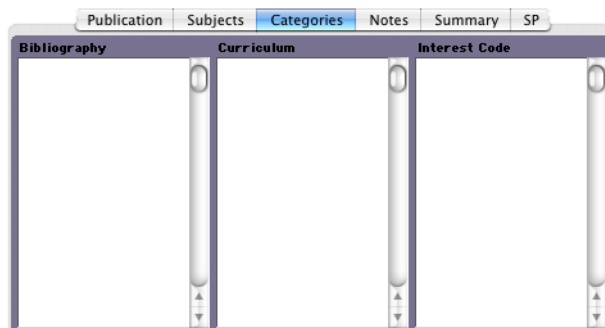 Publication Subjects Categories Notes Summary SP
Bibliography Curriculum Interest Code